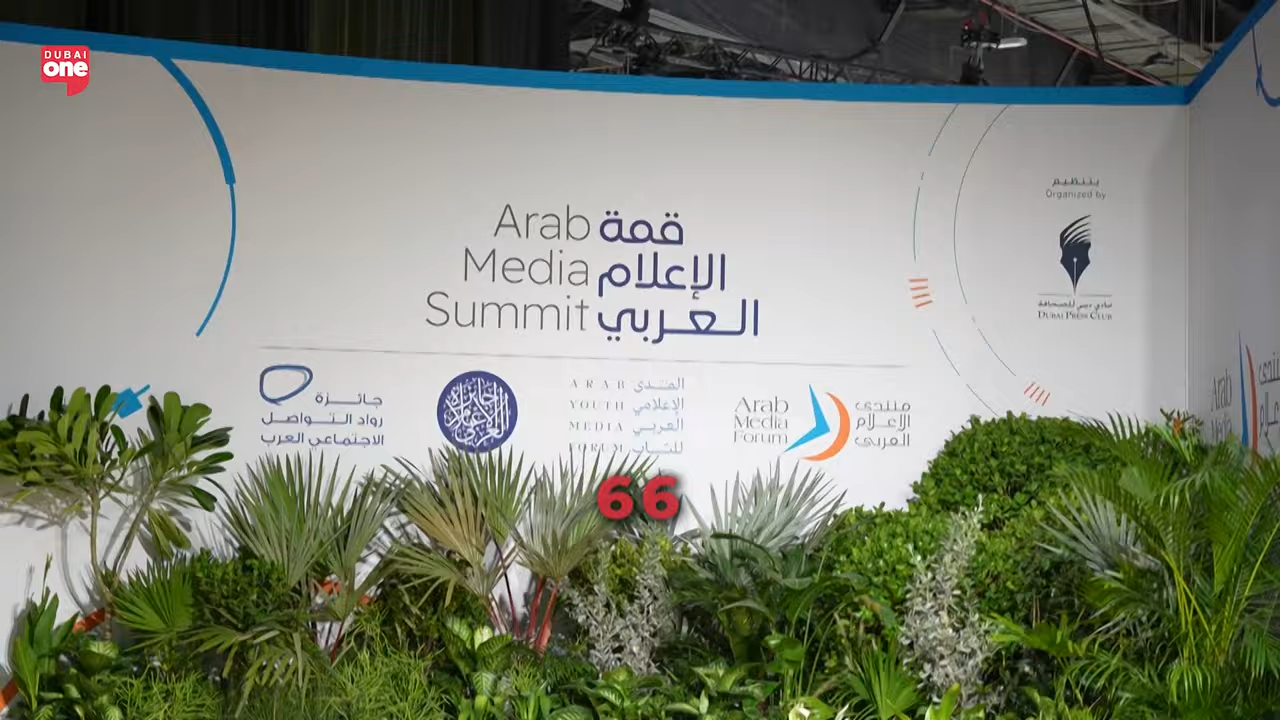 DUBAI
one
Arab قمة
Media الإعلام
Summit العربي
بتنظيم
Organized by
نادي دبي للصحافة
DUBAI PRESS CLUB
جائزة
رواد التواصل
الاجتماعي العرب
ARAB المنتدى
YOUTH الإعلامي
MEDIA العربي
FORUM للشباب
Arab منتدى
Media الإعلام
Forum العربي
66